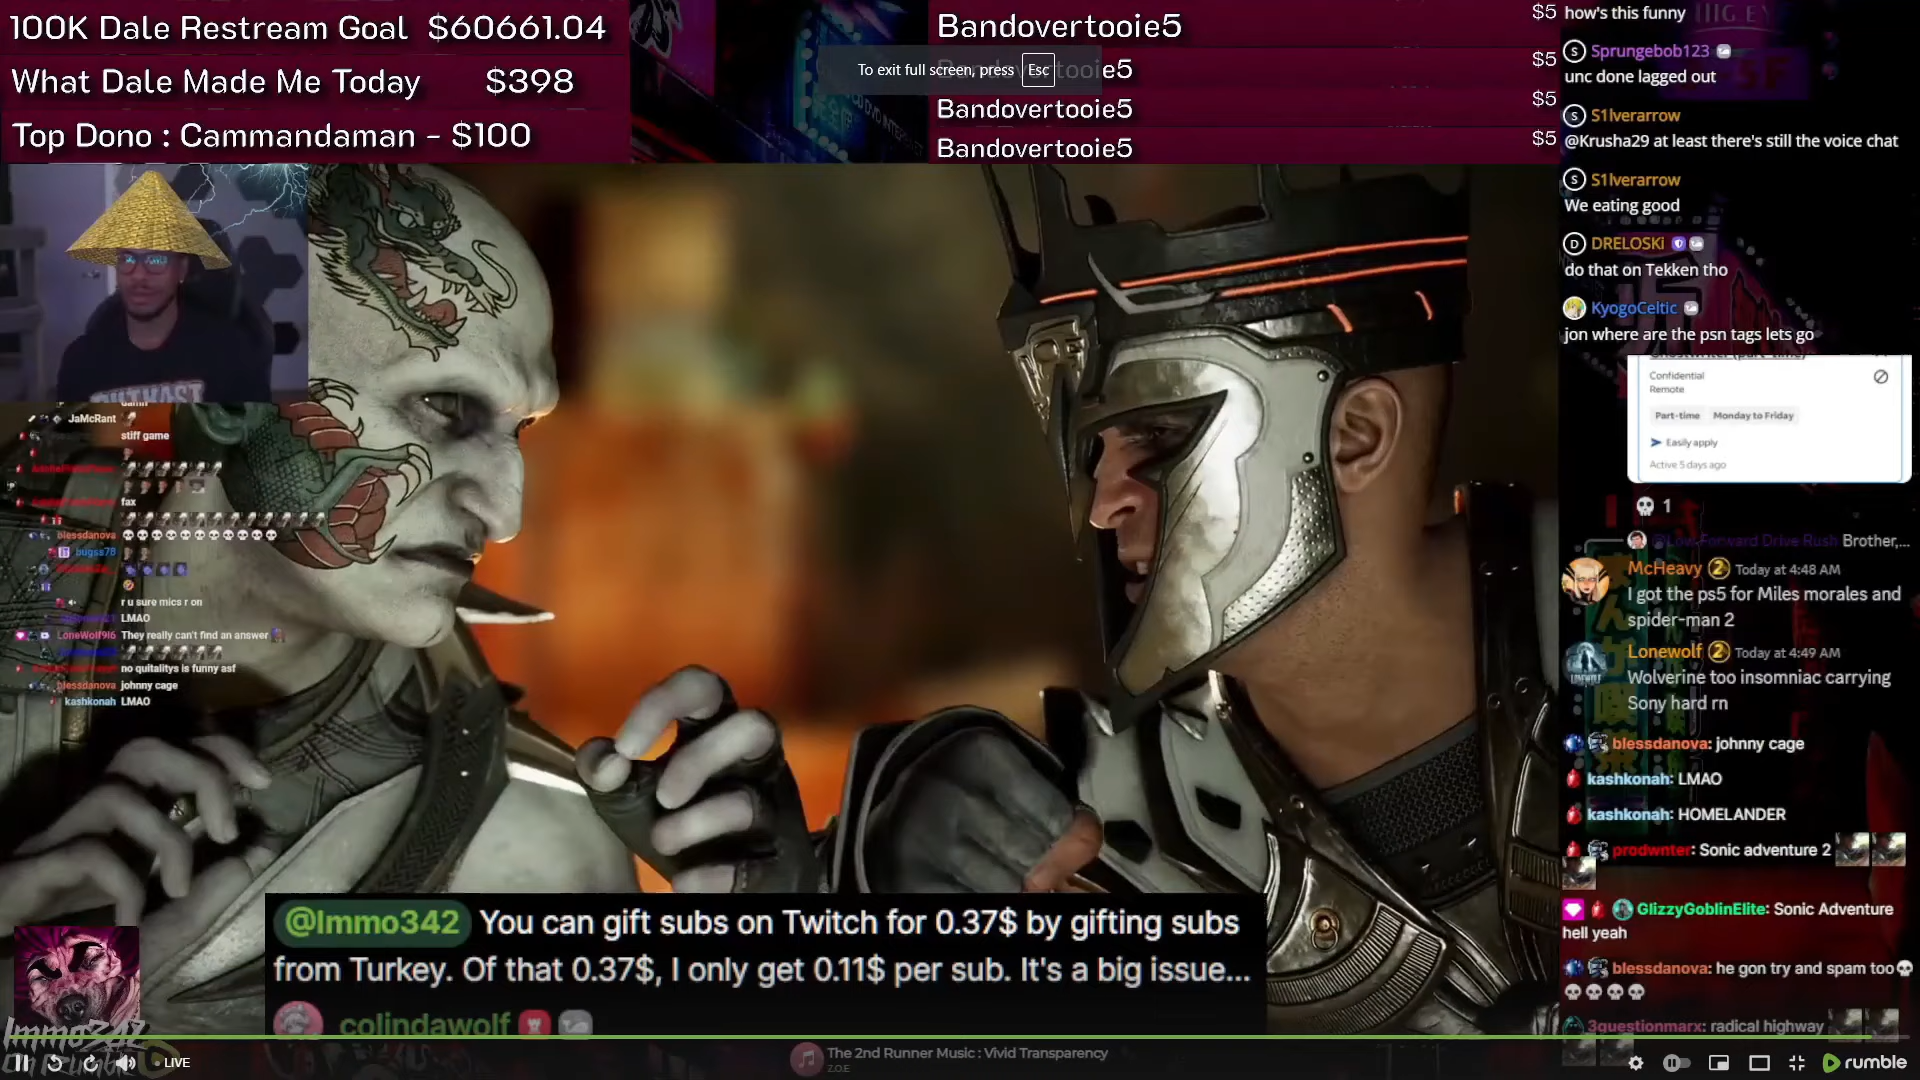 100K Dale Restream Goal $60661.04
What Dale Made Me Today $398
Top Dono : Cammandaman - $100
Bandovertooie5 $5
To exit full screen, press Esc
e5 $5
Bandovertooie5 $5
Bandovertooie5 $5
how's this funny
Sprungebob123
unc done lagged out
S1lverarrow
@Krusha29 at least there's still the voice chat
S1lverarrow
We eating good
DRELOSKi
do that on Tekken tho
KyogoCeltic
jon where are the psn tags lets go
Confidential
Remote
Part-time Monday to Friday
Easily apply
Active 5 days ago
1
@Low Forward Drive Rush Brother,...
McHeavy 2 Today at 4:48 AM
I got the ps5 for Miles morales and
spider-man 2
Lonewolf 2 Today at 4:49 AM
Wolverine too insomniac carrying
Sony hard rn
blessdanova: johnny cage
kashkonah: LMAO
kashkonah: HOMELANDER
prodwnter: Sonic adventure 2
GlizzyGoblinElite: Sonic Adventure
hell yeah
blessdanova: he gon try and spam too
3questionmarx: radical highway
JaMcRant
stiff game
fax
blessdanova
bugss78
r u sure mics r on
LMAO
LoneWolf916 They really can't find an answer
no quitalitys is funny asf
blessdanova johnny cage
kashkonah LMAO
@Immo342 You can gift subs on Twitch for 0.37$ by gifting subs
from Turkey. Of that 0.37$, I only get 0.11$ per sub. It's a big issue...
colindawolf
Immo342
On Rumble
LIVE
The 2nd Runner Music : Vivid Transparency
Z.O.E
rumble